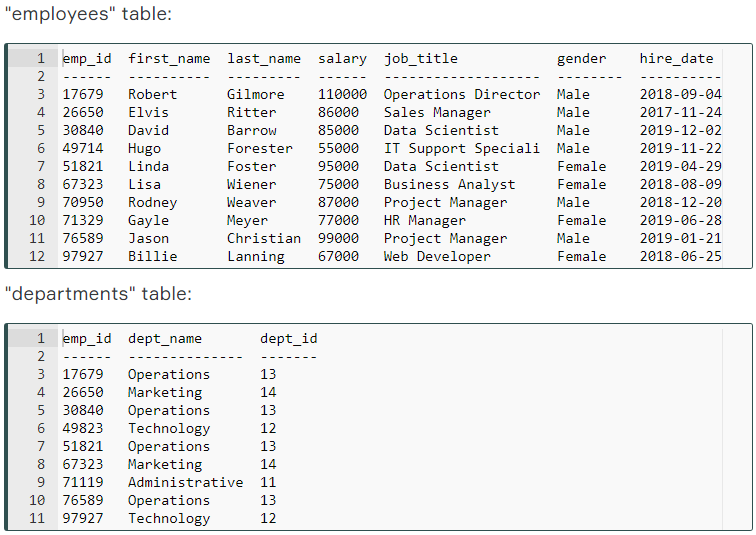 "employees" table:
1 emp_id first_name last_name salary job_title gender hire_date
2 ------ ---------- --------- ------ ------------------- -------- ----------
3 17679 Robert Gilmore 110000 Operations Director Male 2018-09-04
4 26650 Elvis Ritter 86000 Sales Manager Male 2017-11-24
5 30840 David Barrow 85000 Data Scientist Male 2019-12-02
6 49714 Hugo Forester 55000 IT Support Speciali Male 2019-11-22
7 51821 Linda Foster 95000 Data Scientist Female 2019-04-29
8 67323 Lisa Wiener 75000 Business Analyst Female 2018-08-09
9 70950 Rodney Weaver 87000 Project Manager Male 2018-12-20
10 71329 Gayle Meyer 77000 HR Manager Female 2019-06-28
11 76589 Jason Christian 99000 Project Manager Male 2019-01-21
12 97927 Billie Lanning 67000 Web Developer Female 2018-06-25
"departments" table:
1 emp_id dept_name dept_id
2 ------ -------------- -------
3 17679 Operations 13
4 26650 Marketing 14
5 30840 Operations 13
6 49823 Technology 12
7 51821 Operations 13
8 67323 Marketing 14
9 71119 Administrative 11
10 76589 Operations 13
11 97927 Technology 12